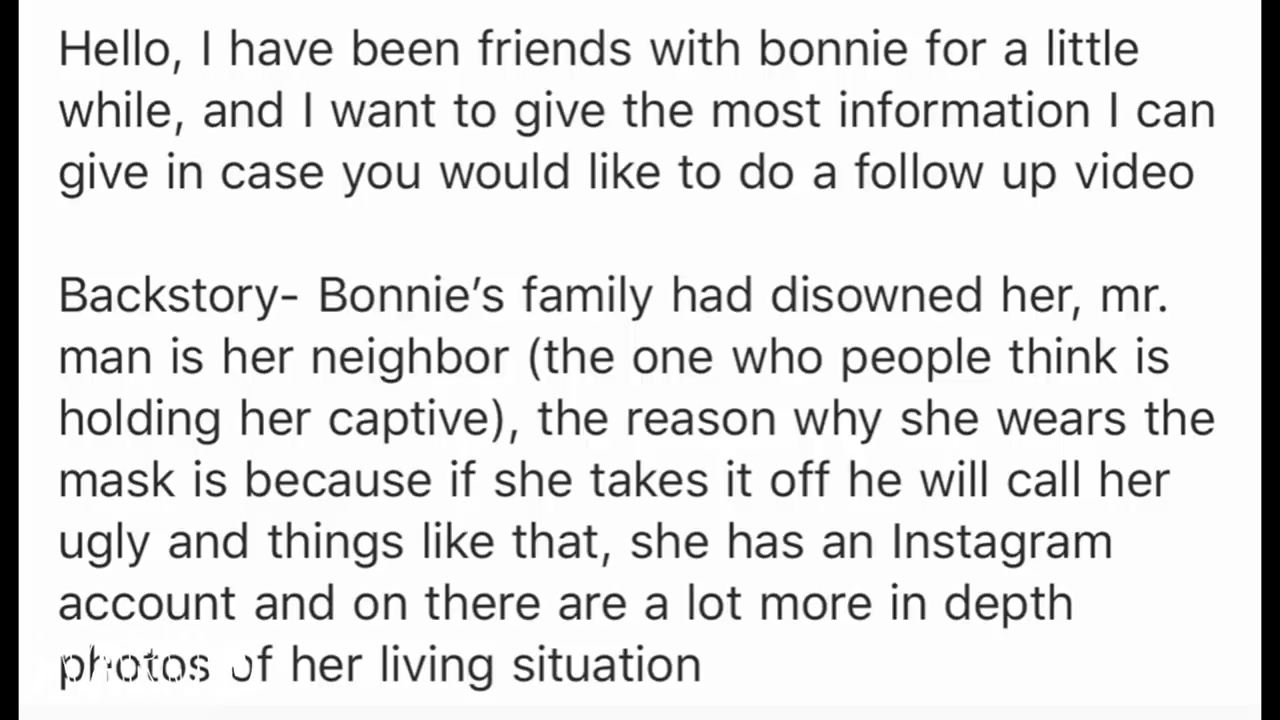 Hello, I have been friends with bonnie for a little
while, and I want to give the most information I can
give in case you would like to do a follow up video
Backstory- Bonnie's family had disowned her, mr.
man is her neighbor (the one who people think is
holding her captive), the reason why she wears the
mask is because if she takes it off he will call her
ugly and things like that, she has an Instagram
account and on there are a lot more in depth
photos of her living situation